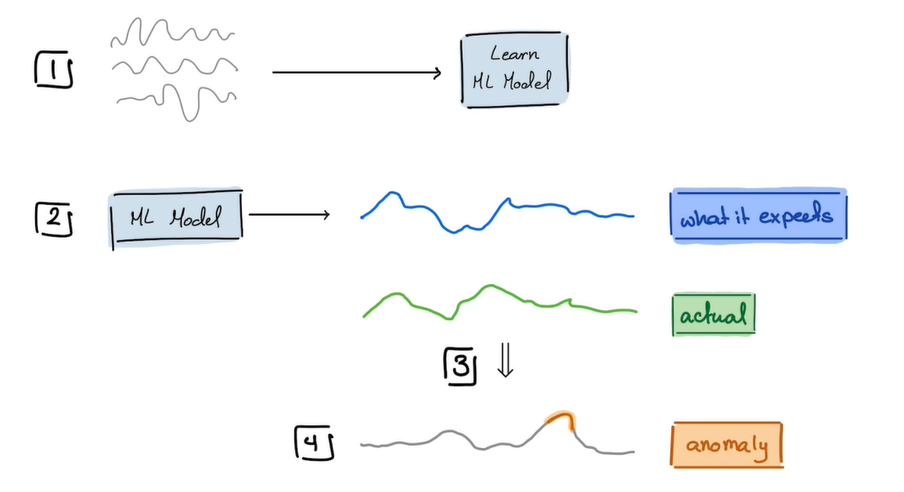 1
Learn
ML Model
2
ML Model
what it expects
actual
3
4
anomaly